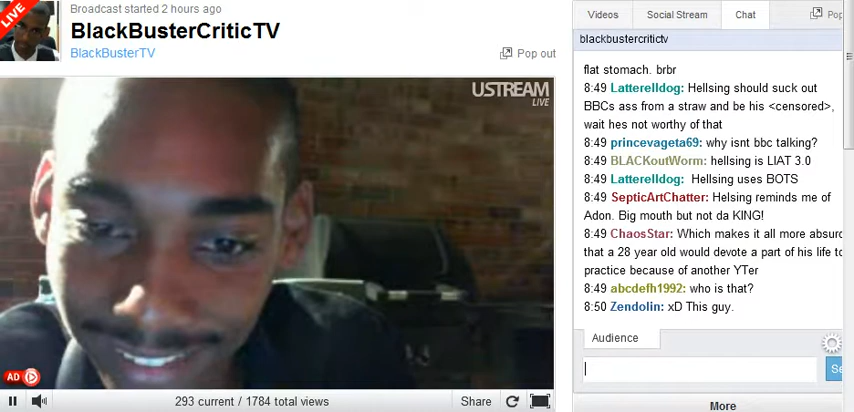 LIVE
Broadcast started 2 hours ago
BlackBusterCriticTV
BlackBusterTV
Pop out
USTREAM
LIVE
AD
293 current / 1784 total views
Share
Videos
Social Stream
Chat
Pop
blackbustercritictv
flat stomach. brbr
8:49 Latterelldog: Hellsing should suck out
BBCs ass from a straw and be his <censored>,
wait hes not worthy of that
8:49 princevageta69: why isnt bbc talking?
8:49 BLACKoutWorm: hellsing is LIAT 3.0
8:49 Latterelldog: Hellsing uses BOTS
8:49 SepticArtChatter: Helsing reminds me of
Adon. Big mouth but not da KING!
8:49 ChaosStar: Which makes it all more absurd
that a 28 year old would devote a part of his life to
practice because of another YTer
8:49 abcdefh1992: who is that?
8:50 Zendolin: xD This guy.
Audience
Se
More